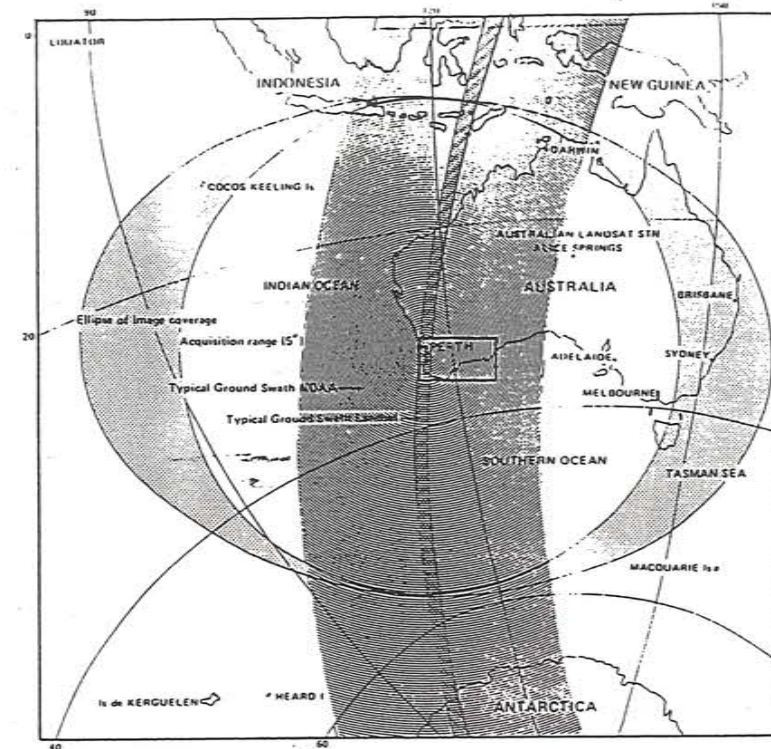 90
120
150
0
EQUATOR
INDONESIA
NEW GUINEA
DARWIN
COCOS KEELING Is
AUSTRALIAN LANDSAT STN
ALICE SPRINGS
INDIAN OCEAN
AUSTRALIA
BRISBANE
Ellipse of Image coverage
20
Acquisition range (5°)
PERTH
ADELAIDE
SYDNEY
Typical Ground Swath NOAA
MELBOURNE
Typical Ground Swath Landsat
SOUTHERN OCEAN
TASMAN SEA
MACQUARIE Is
Is de KERGUELEN
HEARD I
ANTARCTICA
60